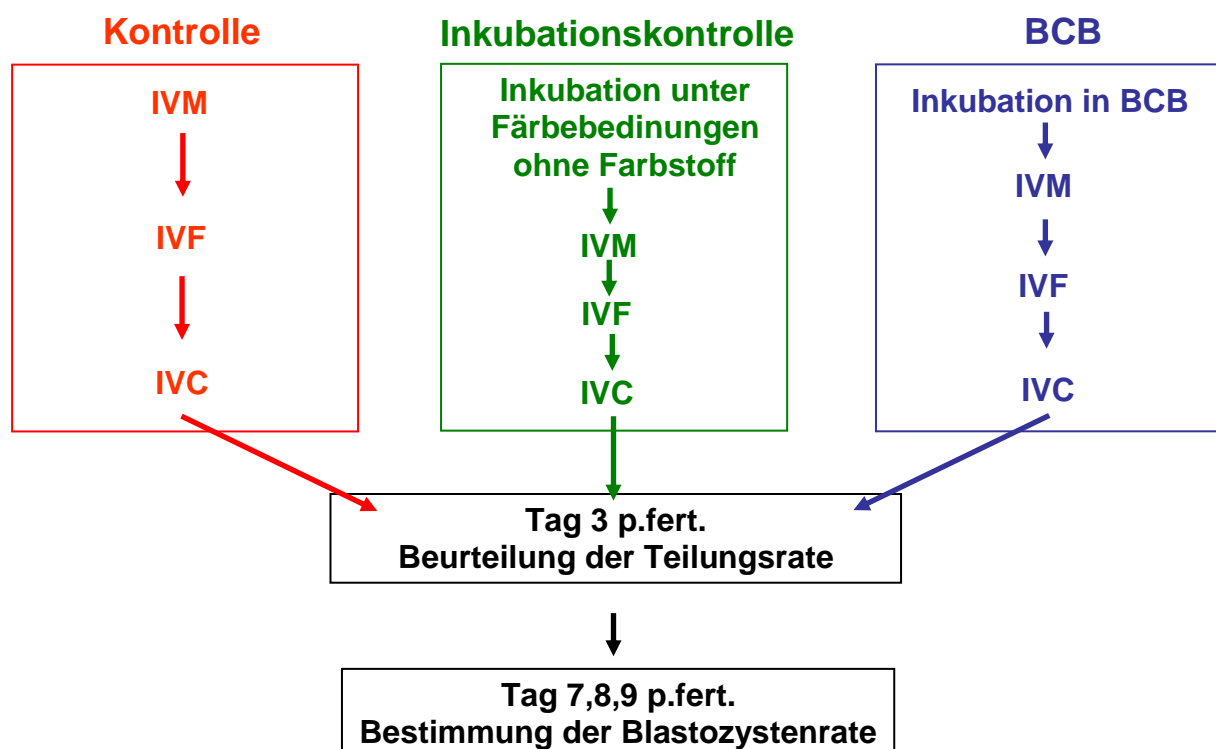 Kontrolle
IVM
IVF
IVC
Inkubationskontrolle
Inkubation unter
Färbebedinungen
ohne Farbstoff
IVM
IVF
IVC
BCB
Inkubation in BCB
IVM
IVF
IVC
Tag 3 p.fert.
Beurteilung der Teilungsrate
Tag 7,8,9 p.fert.
Bestimmung der Blastozystenrate